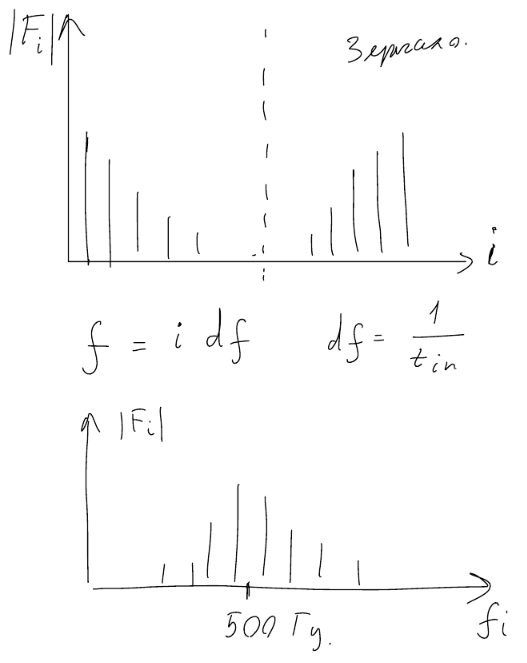 |Fi|
Зеркало.
i
f = i df df = 1/tin
|Fi|
500 Гц.
fi